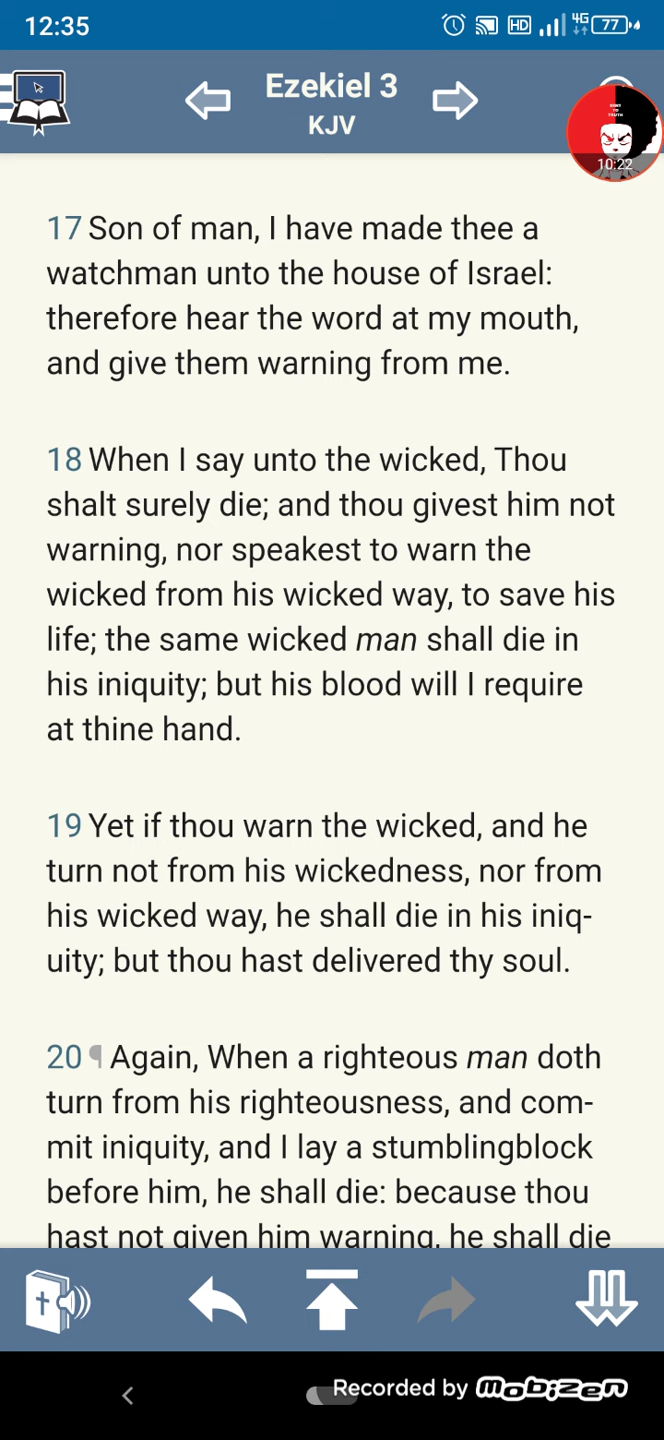 12:35
HD
4G
77
Ezekiel 3
KJV
10:22
17 Son of man, I have made thee a
watchman unto the house of Israel:
therefore hear the word at my mouth,
and give them warning from me.
18 When I say unto the wicked, Thou
shalt surely die; and thou givest him not
warning, nor speakest to warn the
wicked from his wicked way, to save his
life; the same wicked man shall die in
his iniquity; but his blood will I require
at thine hand.
19 Yet if thou warn the wicked, and he
turn not from his wickedness, nor from
his wicked way, he shall die in his iniq-
uity; but thou hast delivered thy soul.
20 ¶ Again, When a righteous man doth
turn from his righteousness, and com-
mit iniquity, and I lay a stumblingblock
before him, he shall die: because thou
hast not given him warning, he shall die
Recorded by Mobizen